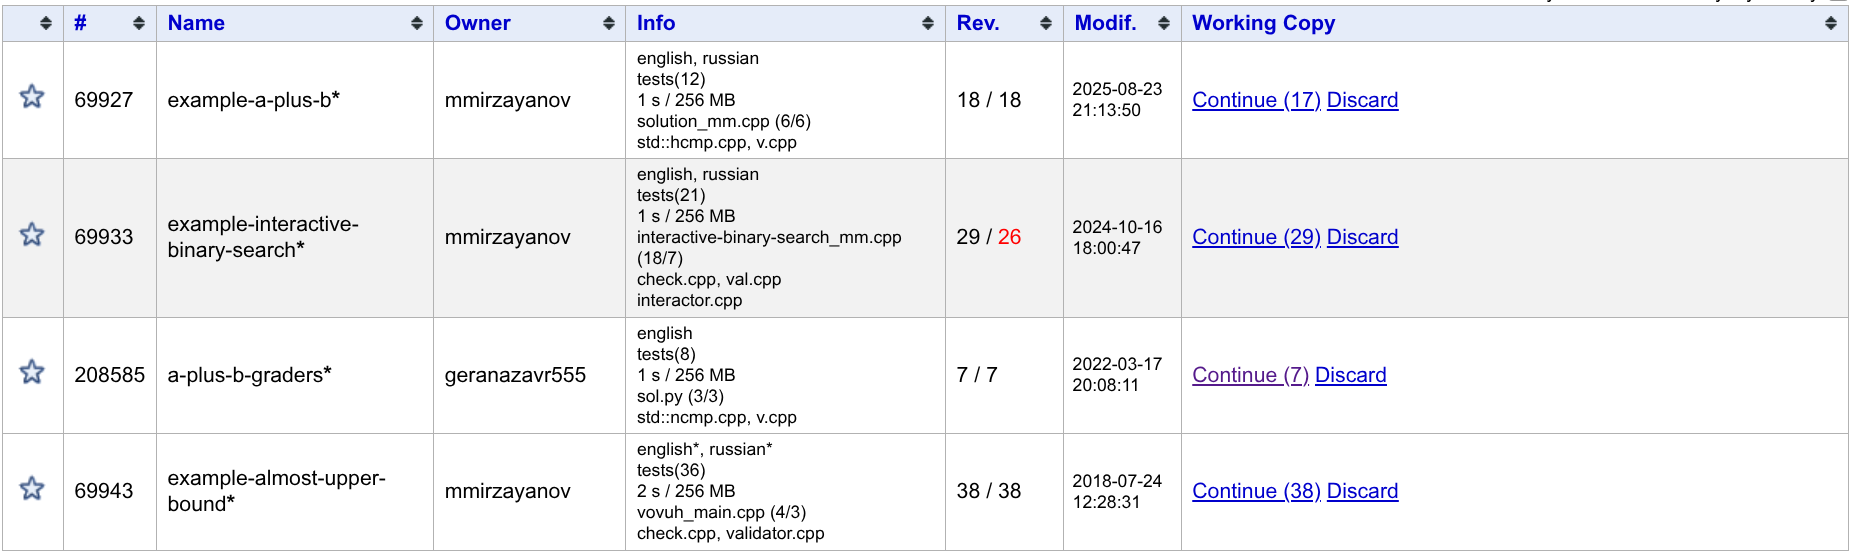 # Name Owner Info Rev. Modif. Working Copy
english, russian
tests(12)
69927 example-a-plus-b* mmirzayanov 1 s / 256 MB 18 / 18 2025-08-23 21:13:50 Continue (17) Discard
solution_mm.cpp (6/6)
std::hcmp.cpp, v.cpp
english, russian
tests(21)
1 s / 256 MB
69933 example-interactive-binary-search* mmirzayanov interactive-binary-search_mm.cpp 29 / 26 2024-10-16 18:00:47 Continue (29) Discard
(18/7)
check.cpp, val.cpp
interactor.cpp
english
tests(8)
208585 a-plus-b-graders* geranazavr555 1 s / 256 MB 7 / 7 2022-03-17 20:08:11 Continue (7) Discard
sol.py (3/3)
std::ncmp.cpp, v.cpp
english*, russian*
tests(36)
69943 example-almost-upper-bound* mmirzayanov 2 s / 256 MB 38 / 38 2018-07-24 12:28:31 Continue (38) Discard
vovuh_main.cpp (4/3)
check.cpp, validator.cpp